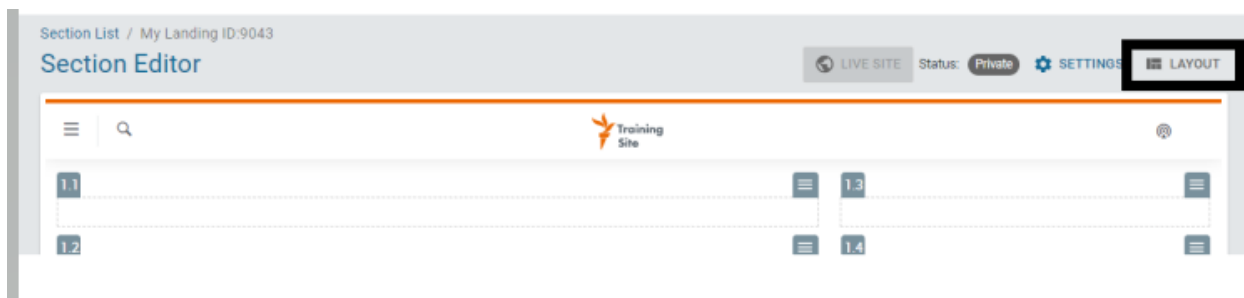 Section List / My Landing ID:9043
Section Editor
LIVE SITE Status: Private SETTINGS LAYOUT
Training
Site
1.1 1.3
1.2 1.4